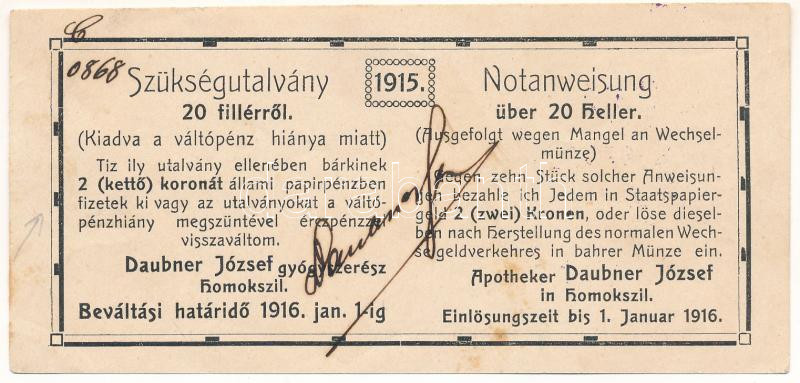 C
0868
Szükségutalvány
20 fillérről.
(Kiadva a váltópénz hiánya miatt)
Tiz ily utalvány ellenében bárkinek
2 (kettő) koronát állami papirpénzben
fizetek ki vagy az utalványokat a váltó-
pénzhiány megszüntével ércpénzzel
visszaváltom.
Daubner József gyógyszerész
Homokszil.
Beváltási határidő 1916. jan. 1-ig
1915.
Notanweisung
über 20 Heller.
(Ausgefolgt wegen Mangel an Wechsel-
münze)
Gegen zehn Stück solcher Anweisun-
gen bezahle ich Jedem in Staatspapier-
geld 2 (zwei) Kronen, oder löse diesel-
ben nach Herstellung des normalen Wech-
selgeldverkehres in bahrer Münze ein.
Apotheker Daubner József
in Homokszil.
Einlösungszeit bis 1. Januar 1916.